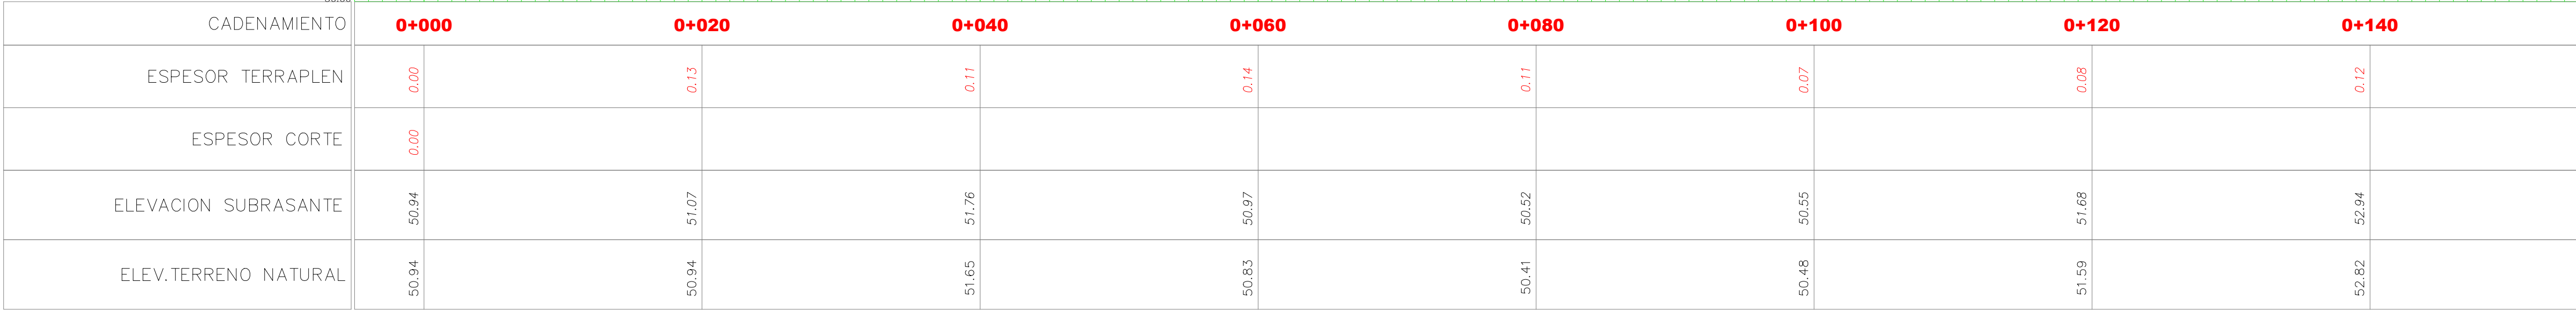 CADENAMIENTO 0+000 0+020 0+040 0+060 0+080 0+100 0+120 0+140
ESPESOR TERRAPLEN 0.00 0.13 0.11 0.14 0.11 0.07 0.08 0.12
ESPESOR CORTE 0.00
ELEVACION SUBRASANTE 50.94 51.07 51.76 50.97 50.52 50.55 51.68 52.94
ELEV.TERRENO NATURAL 50.94 50.94 51.65 50.83 50.41 50.48 51.59 52.82